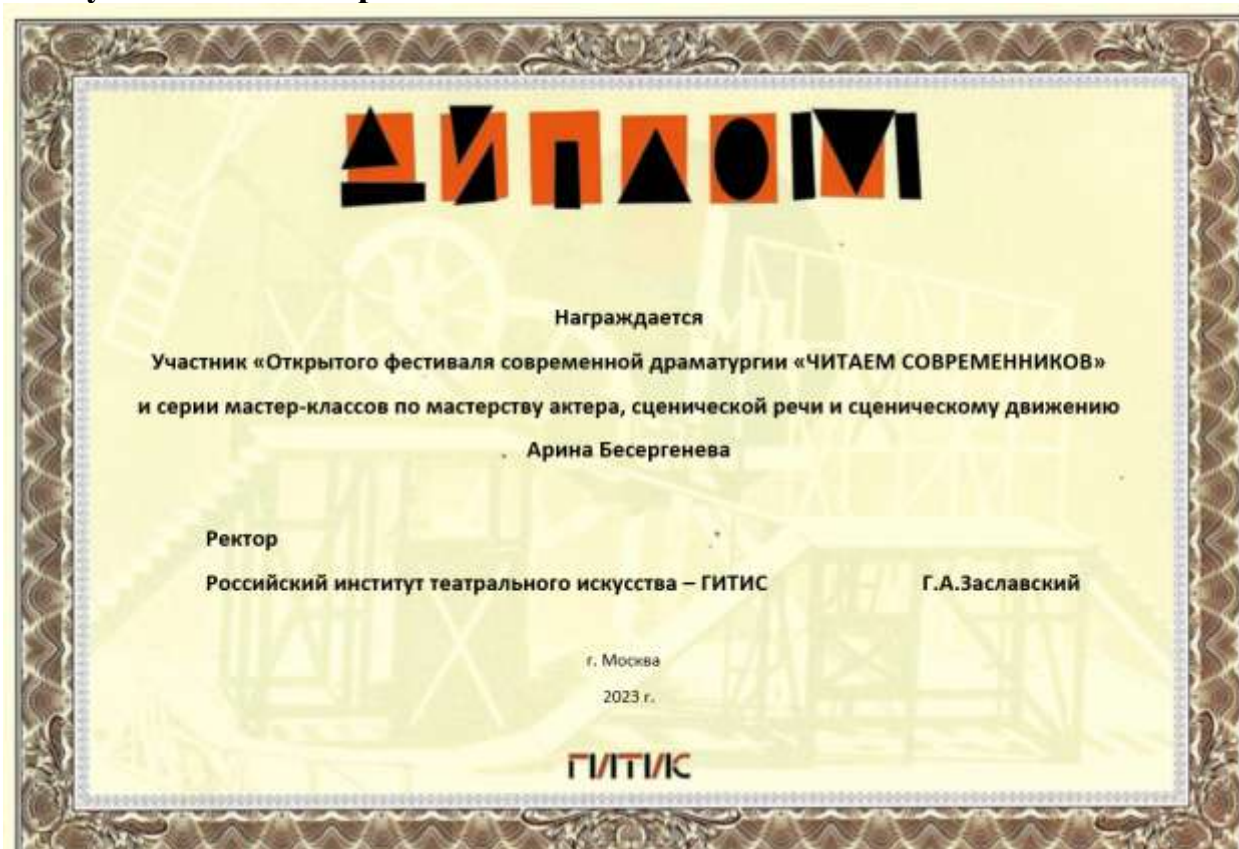 ДИПЛОМ
Награждается
Участник «Открытого фестиваля современной драматургии «ЧИТАЕМ СОВРЕМЕННИКОВ»
и серии мастер-классов по мастерству актера, сценической речи и сценическому движению
Арина Бесергенева
Ректор
Российский институт театрального искусства – ГИТИС Г.А.Заславский
г. Москва
2023 г.
ГИТИС